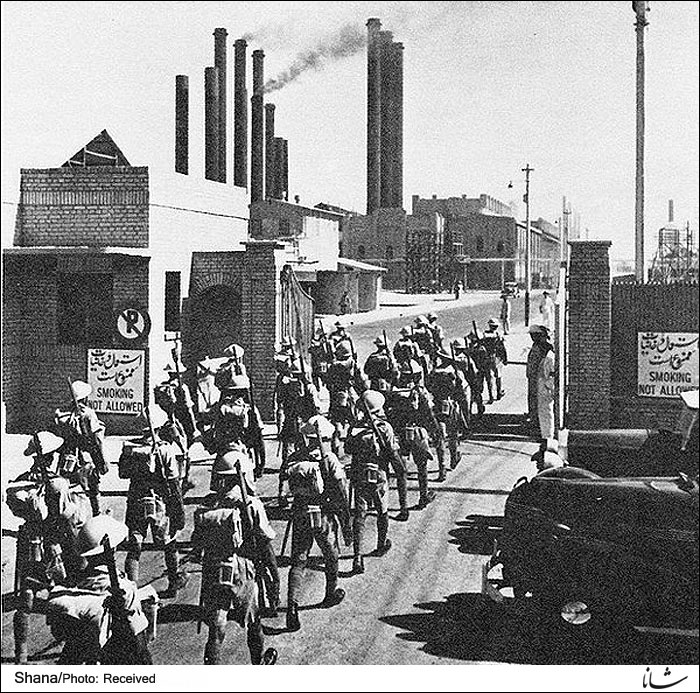 P
استعمال دخانیات
ممنوع است
SMOKING
NOT ALLOWED
استعمال دخانیات
ممنوع است
SMOKING
NOT ALLOWED
Shana/Photo: Received
شانا